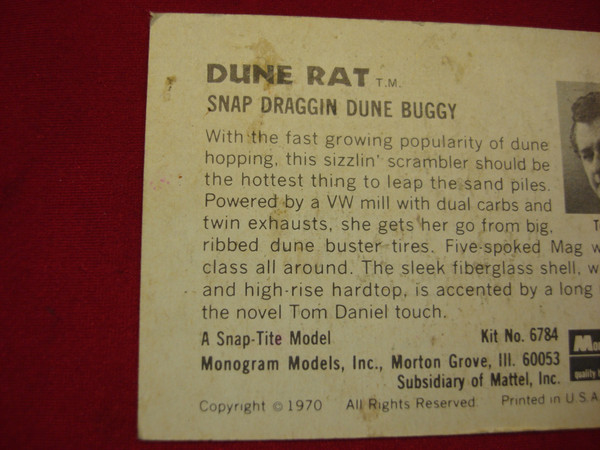 DUNE RAT T.M.
SNAP DRAGGIN DUNE BUGGY
With the fast growing popularity of dune
hopping, this sizzlin' scrambler should be
the hottest thing to leap the sand piles.
Powered by a VW mill with dual carbs and
twin exhausts, she gets her go from big,
ribbed dune buster tires. Five-spoked Mag
class all around. The sleek fiberglass shell,
and high-rise hardtop, is accented by a long
the novel Tom Daniel touch.
A Snap-Tite Model Kit No. 6784
Monogram Models, Inc., Morton Grove, Ill. 60053
Subsidiary of Mattel, Inc.
quality
Copyright © 1970 All Rights Reserved Printed in U.S.A